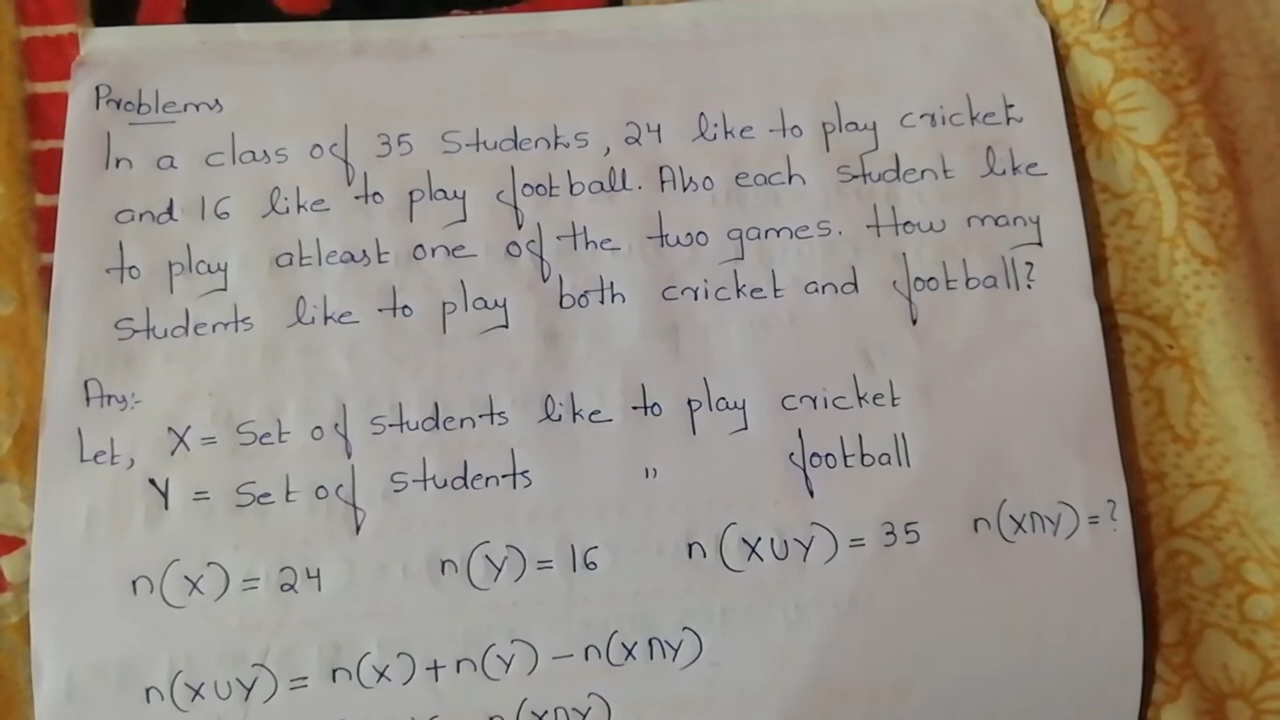 Problems
In a class of 35 Students, 24 like to play cricket
and 16 like to play football. Also each student like
to play atleast one of the two games. How many
students like to play both cricket and football?
Ans:-
Let, X = Set of students like to play cricket
Y = Set of students " football
n(X) = 24 n(Y) = 16 n(X∪Y) = 35 n(X∩Y) = ?
n(X∪Y) = n(X) + n(Y) - n(X∩Y)
n(X∩Y)